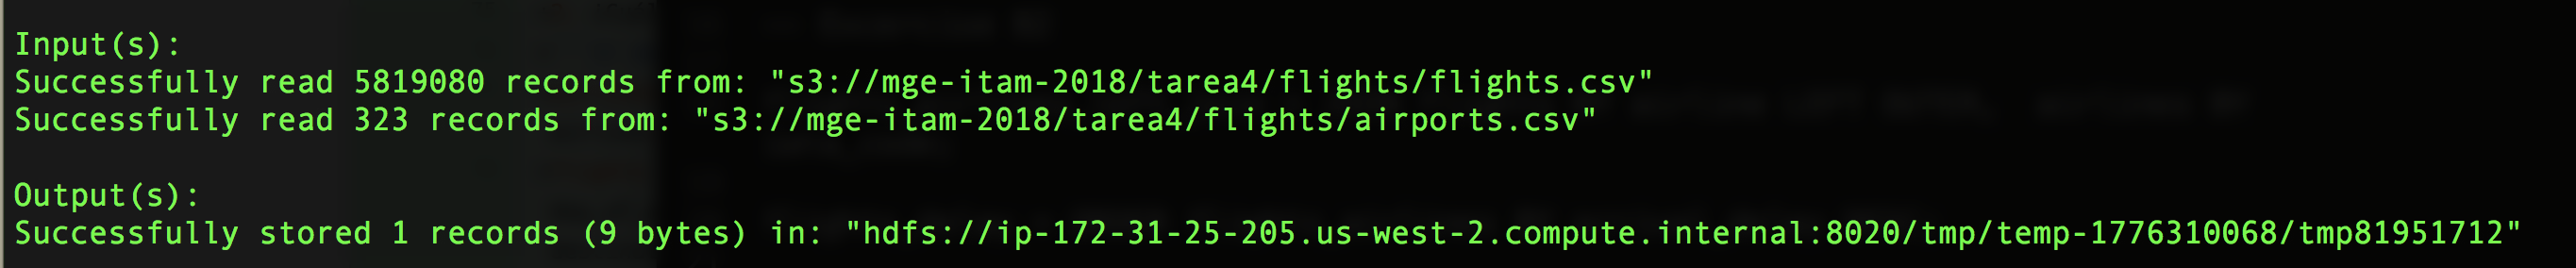 Input(s):
Successfully read 5819080 records from: "s3://mge-itam-2018/tarea4/flights/flights.csv"
Successfully read 323 records from: "s3://mge-itam-2018/tarea4/flights/airports.csv"
Output(s):
Successfully stored 1 records (9 bytes) in: "hdfs://ip-172-31-25-205.us-west-2.compute.internal:8020/tmp/temp-1776310068/tmp81951712"